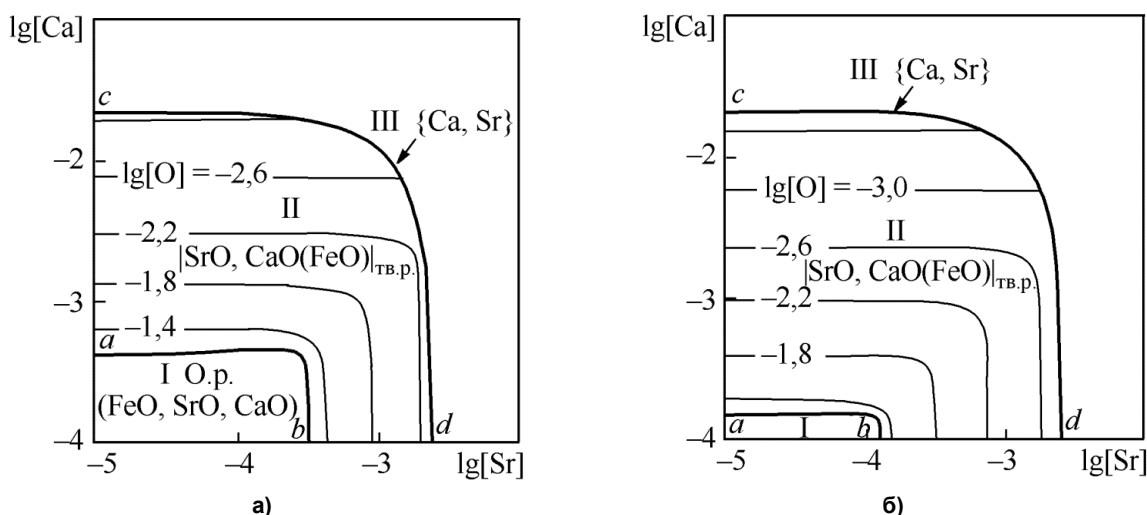 lg[Ca]
c
III {Ca, Sr}
–2
lg[O] = –2,6
II
–2,2
|SrO, CaO(FeO)|тв.р.
–1,8
–3
–1,4
a
I О.р.
(FeO, SrO, CaO)
b
d
–4
–5
–4
–3
lg[Sr]
а)
lg[Ca]
III {Ca, Sr}
c
–2
lg[O] = –3,0
II
–2,6
|SrO, CaO(FeO)|тв.р.
–3
–2,2
–1,8
a
I
b
d
–4
–5
–4
–3
lg[Sr]
б)